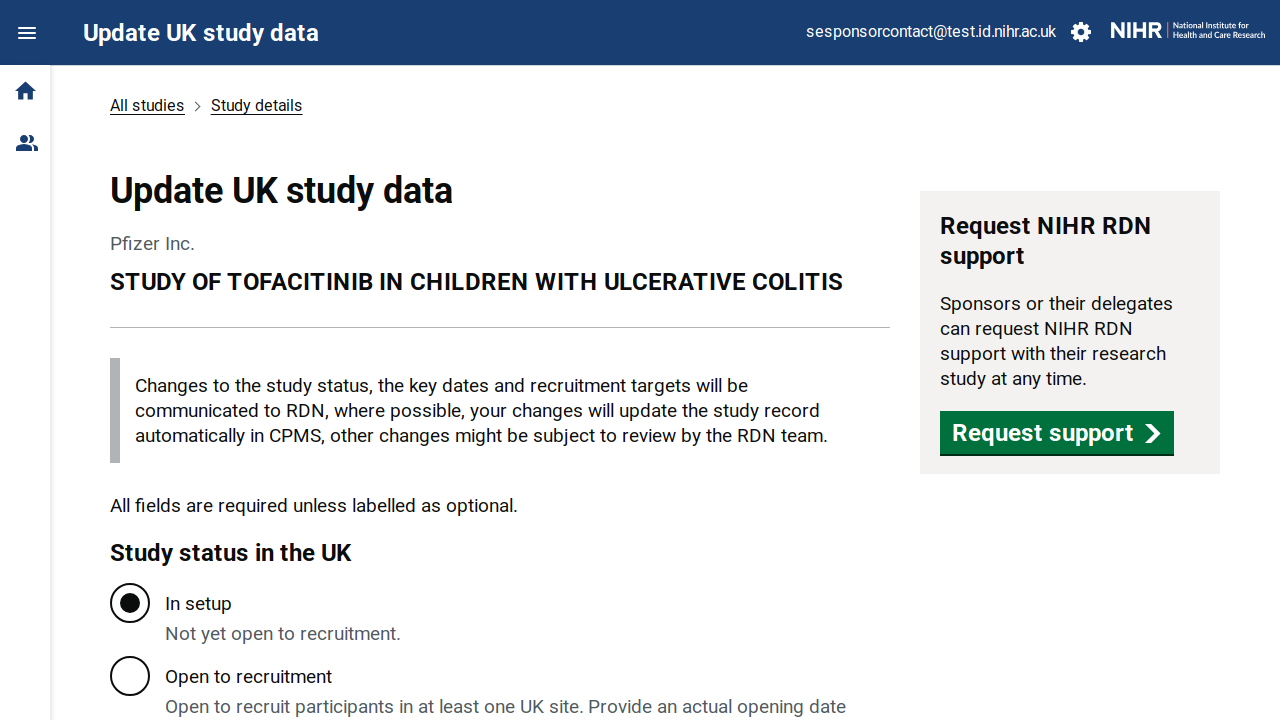 Update UK study data
sesponsorcontact@test.id.nihr.ac.uk
NIHR | National Institute for
Health and Care Research
All studies
Study details
Update UK study data
Pfizer Inc.
STUDY OF TOFACITINIB IN CHILDREN WITH ULCERATIVE COLITIS
Changes to the study status, the key dates and recruitment targets will be
communicated to RDN, where possible, your changes will update the study record
automatically in CPMS, other changes might be subject to review by the RDN team.
All fields are required unless labelled as optional.
Study status in the UK
In setup
Not yet open to recruitment.
Open to recruitment
Open to recruit participants in at least one UK site. Provide an actual opening date
Request NIHR RDN
support
Sponsors or their delegates
can request NIHR RDN
support with their research
study at any time.
Request support